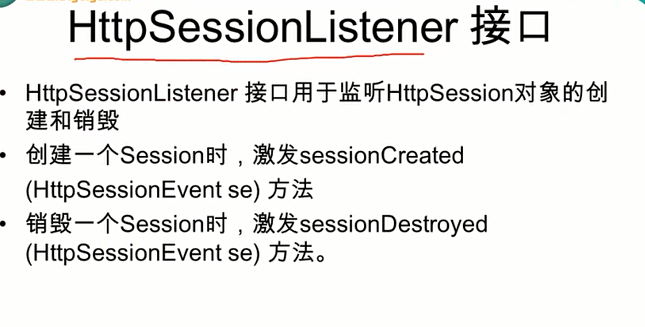 HttpSessionListener 接口
• HttpSessionListener 接口用于监听HttpSession对象的创
建和销毁
• 创建一个Session时，激发sessionCreated
(HttpSessionEvent se) 方法
• 销毁一个Session时，激发sessionDestroyed
(HttpSessionEvent se) 方法。